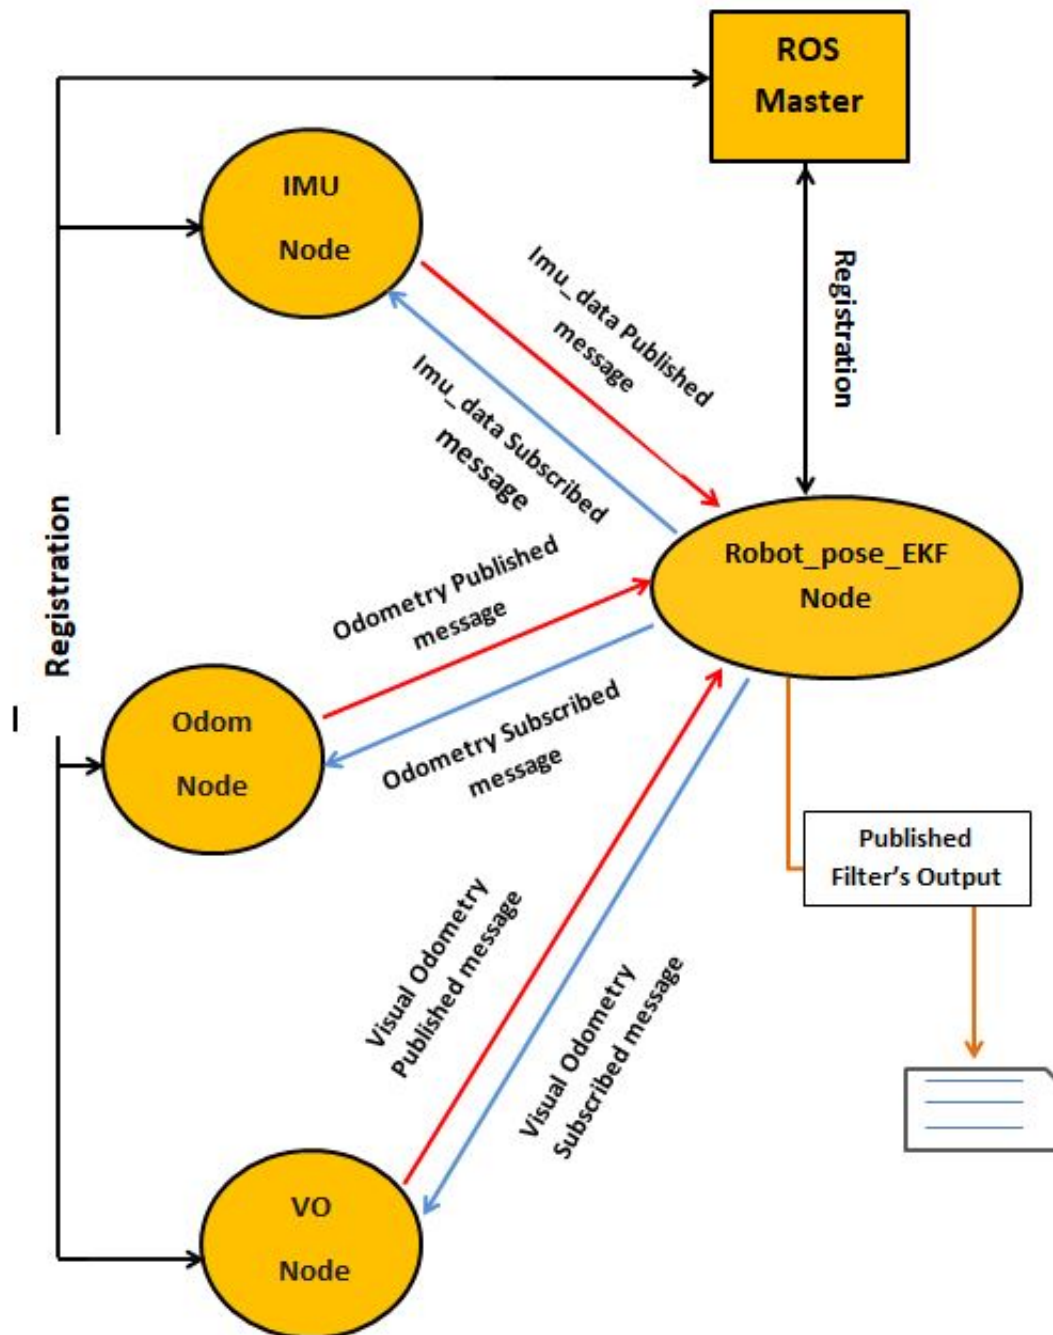 ROS
Master
IMU
Node
Imu_data Published
message
Registration
Imu_data Subscribed
message
Registration
Robot_pose_EKF
Node
Odometry Published
message
Odom
Node
Odometry Subscribed
message
I
Published
Filter's Output
Visual Odometry
Published message
Visual Odometry
Subscribed message
VO
Node